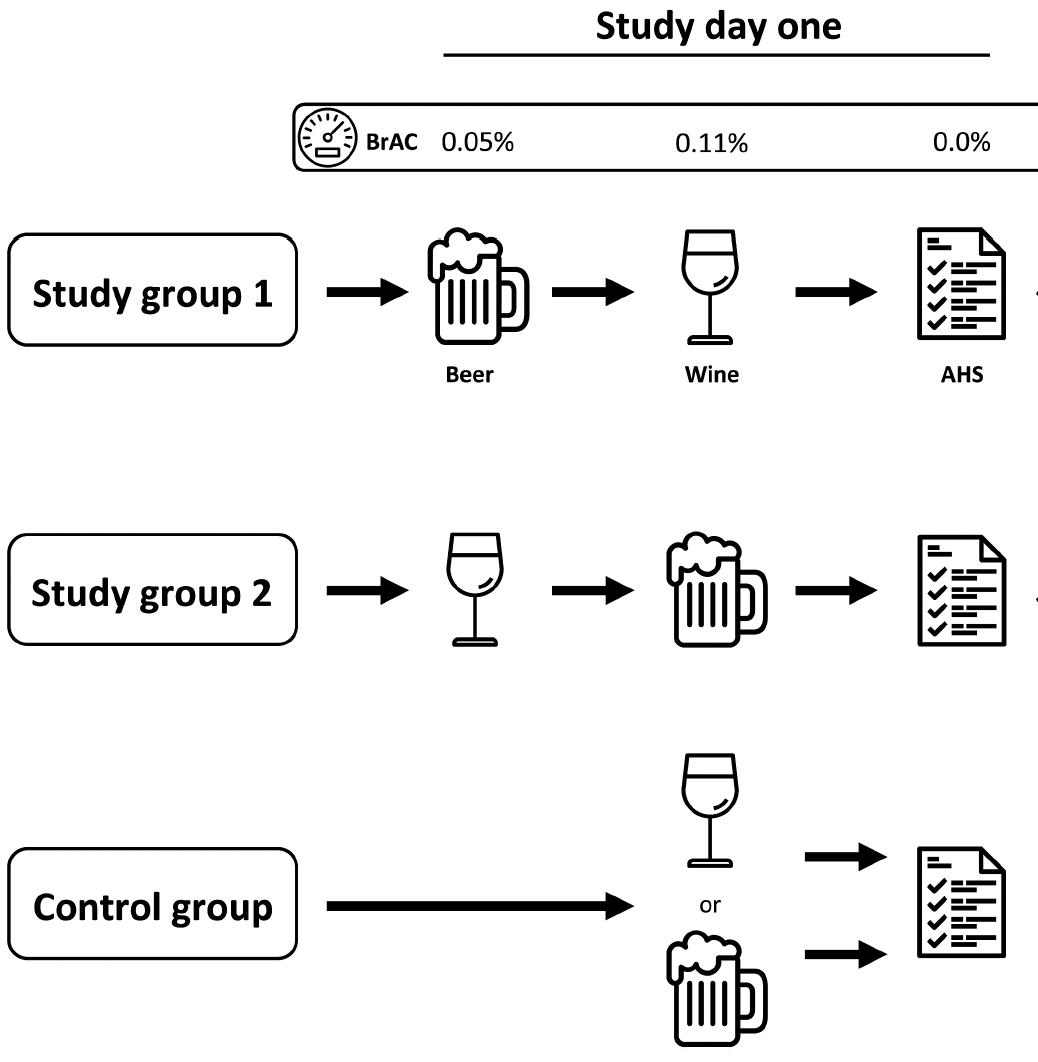 Study day one
BrAC 0.05% 0.11% 0.0%
Study group 1
Beer Wine AHS
Study group 2
Control group
or